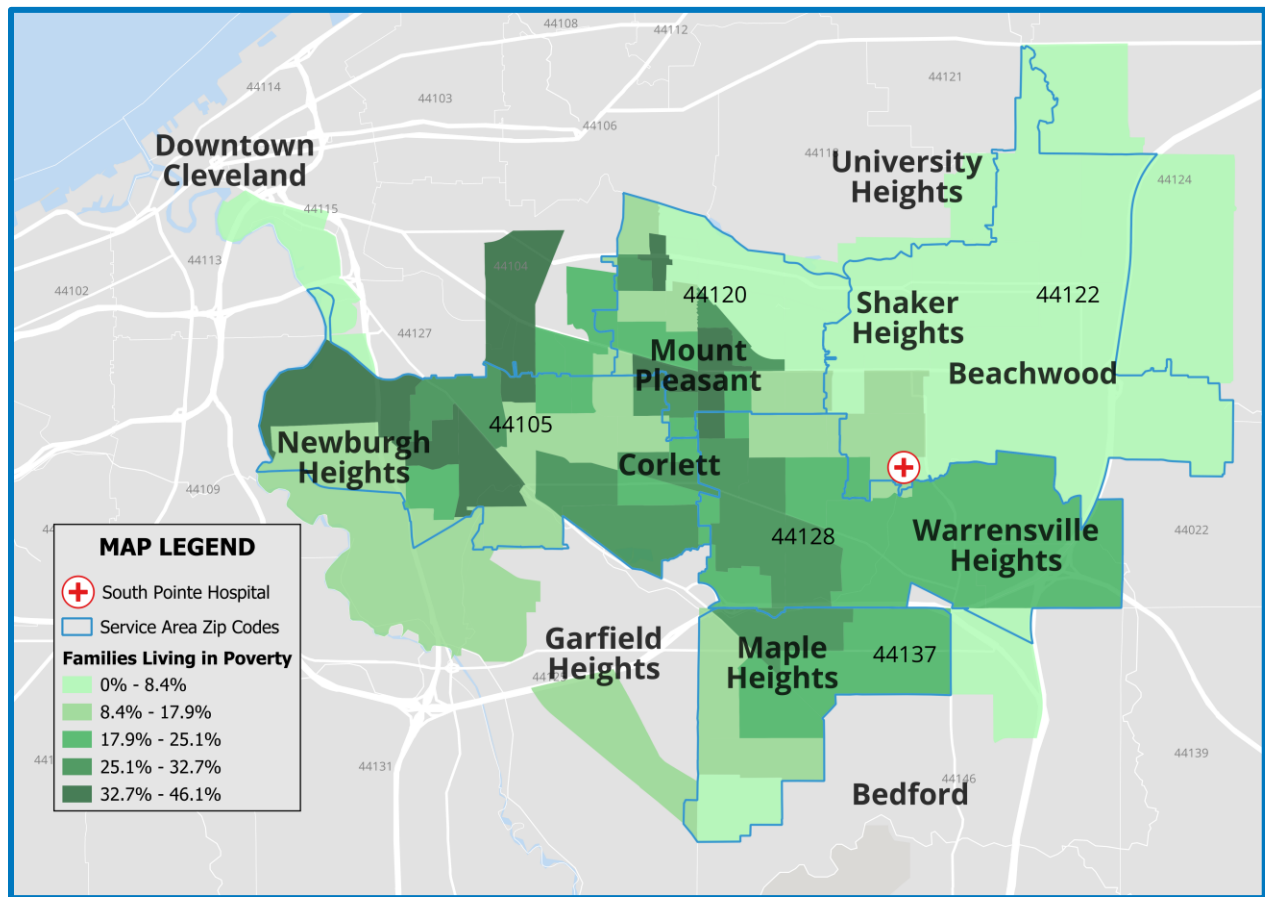 44108
44112
44121
44114
44103
44106
Downtown
Cleveland
University
Heights
44124
44115
44113
44104
44102
44120
44122
Shaker
Heights
44127
Mount
Pleasant
Beachwood
44105
Newburgh
Heights
Corlett
44109
44128
Warrensville
Heights
44022
MAP LEGEND
South Pointe Hospital
Service Area Zip Codes
Families Living in Poverty
0% - 8.4%
8.4% - 17.9%
17.9% - 25.1%
25.1% - 32.7%
32.7% - 46.1%
Garfield
Heights
Maple
Heights
44137
44131
44139
44146
Bedford